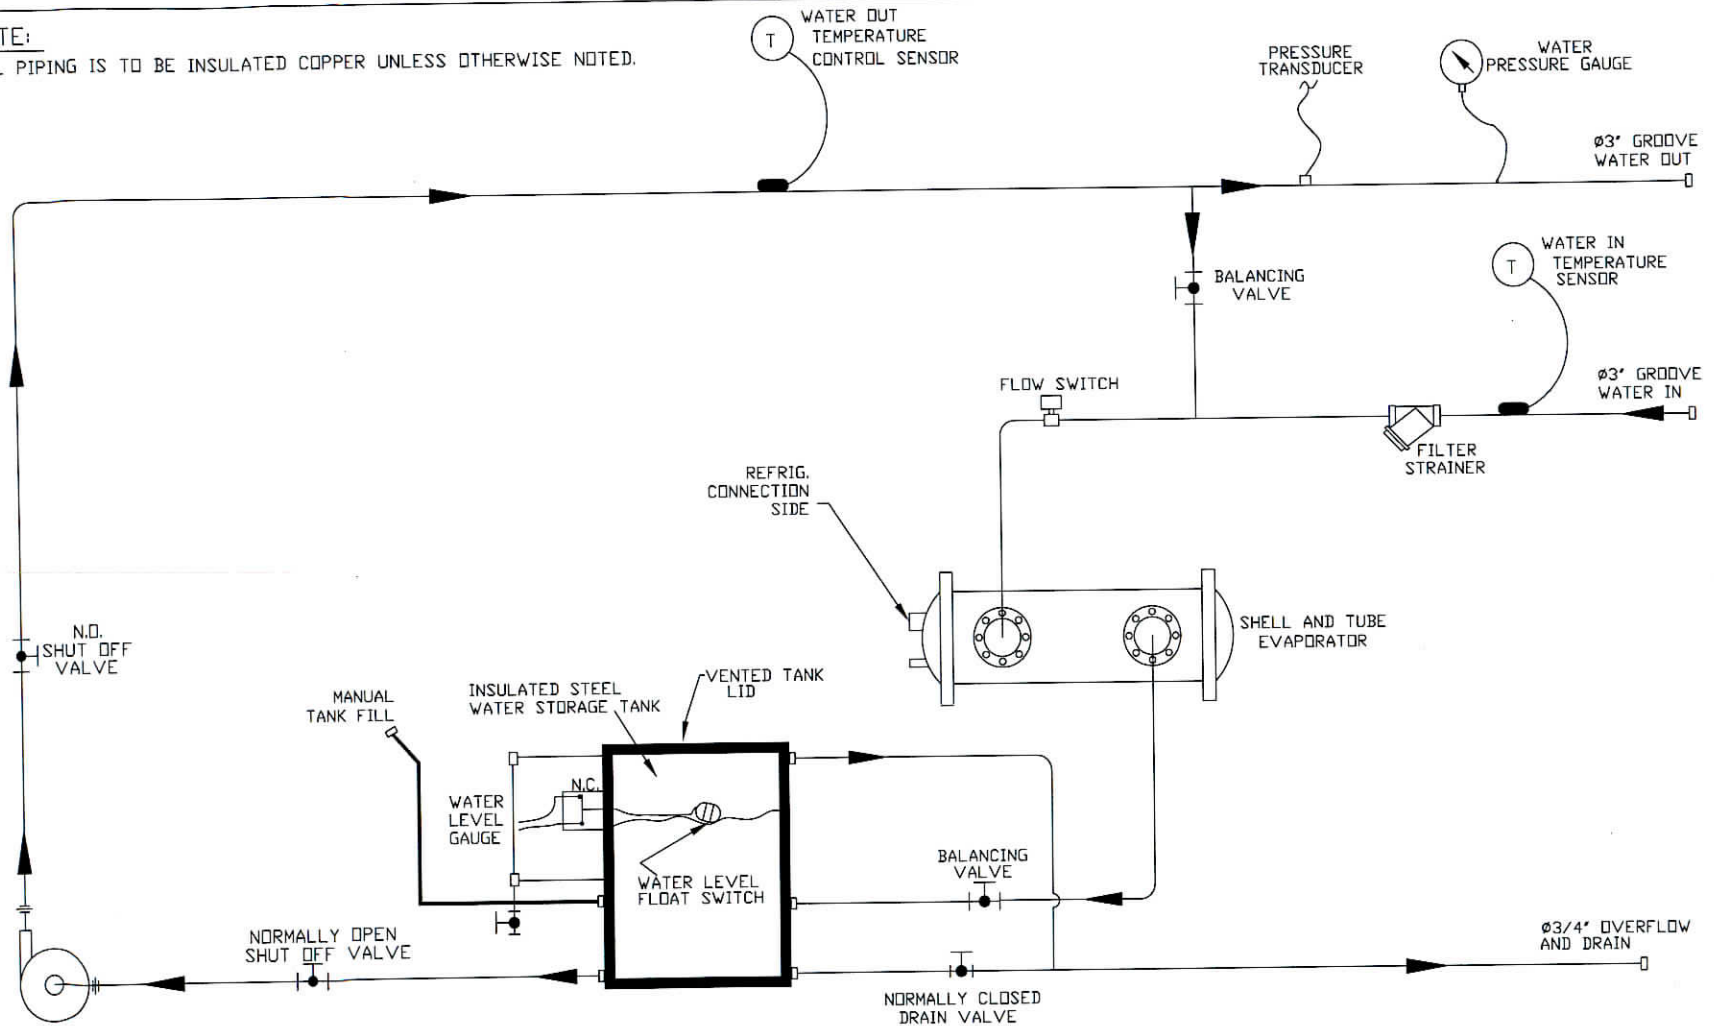 TE:
PIPING IS TO BE INSULATED COPPER UNLESS OTHERWISE NOTED.
T
WATER OUT
TEMPERATURE
CONTROL SENSOR
PRESSURE
TRANSDUCER
WATER
PRESSURE GAUGE
ø3" GROOVE
WATER OUT
T
WATER IN
TEMPERATURE
SENSOR
BALANCING
VALVE
FLOW SWITCH
ø3" GROOVE
WATER IN
FILTER
STRAINER
REFRIG.
CONNECTION
SIDE
SHELL AND TUBE
EVAPORATOR
N.O.
SHUT OFF
VALVE
MANUAL
TANK FILL
INSULATED STEEL
WATER STORAGE TANK
VENTED TANK
LID
N.C.
WATER
LEVEL
GAUGE
WATER LEVEL
FLOAT SWITCH
BALANCING
VALVE
NORMALLY OPEN
SHUT OFF VALVE
NORMALLY CLOSED
DRAIN VALVE
ø3/4" OVERFLOW
AND DRAIN